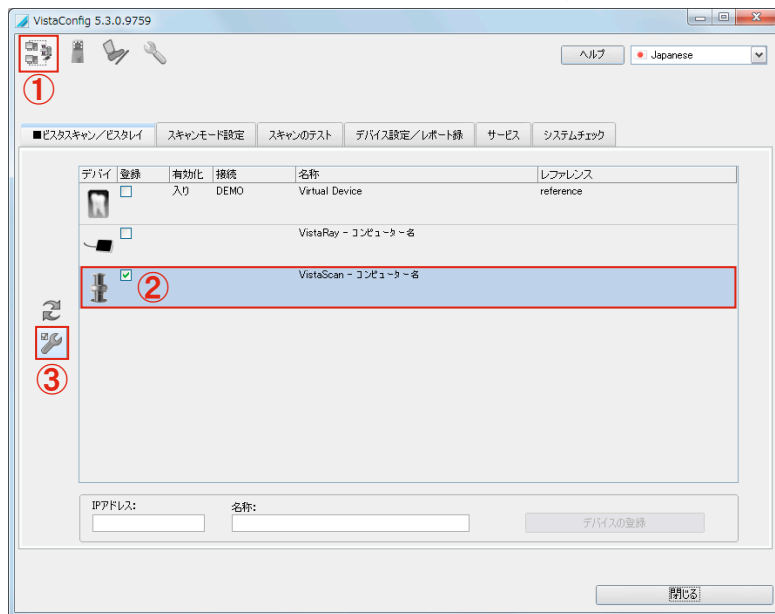 VistaConfig 5.3.0.9759
ヘルプ Japanese
①
■ビスタスキャン/ビスタレイ スキャンモード設定 スキャンのテスト デバイス設定/レポート録 サービス システムチェック
デバイ 登録 有効化 接続 名称 レファレンス
入り DEMO Virtual Device reference
VistaRay - コンピューター名
VistaScan - コンピューター名
②
③
IPアドレス: 名称:
デバイスの登録
閉じる